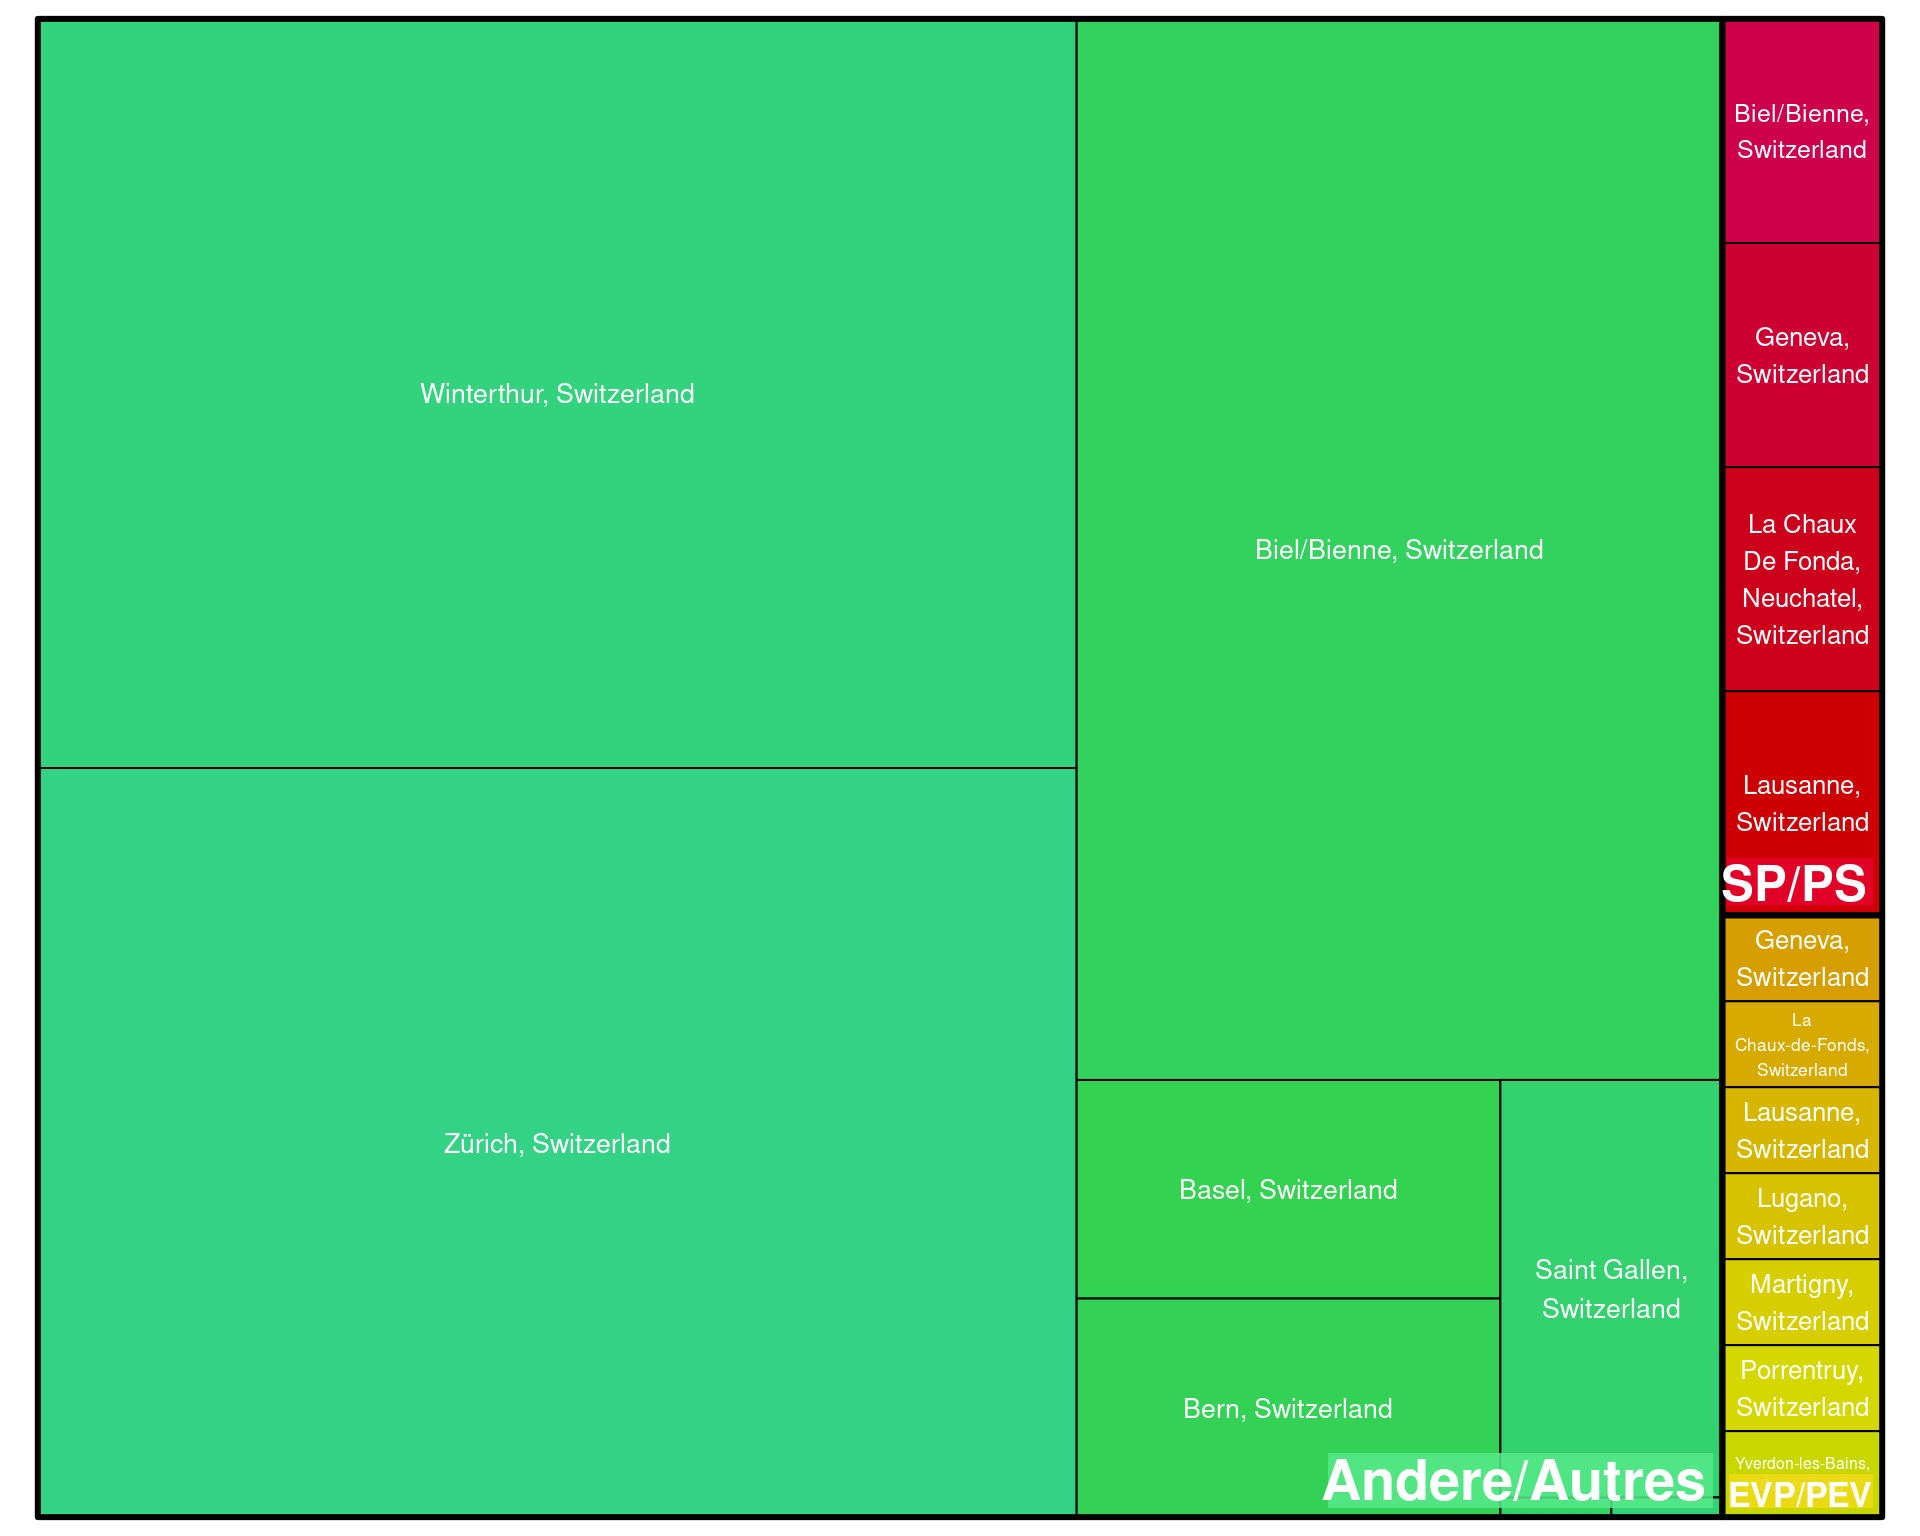 Winterthur, Switzerland
Zürich, Switzerland
Biel/Bienne, Switzerland
Basel, Switzerland
Bern, Switzerland
Saint Gallen,
Switzerland
Andere/Autres
Biel/Bienne,
Switzerland
Geneva,
Switzerland
La Chaux
De Fonda,
Neuchatel,
Switzerland
Lausanne,
Switzerland
SP/PS
Geneva,
Switzerland
La
Chaux-de-Fonds,
Switzerland
Lausanne,
Switzerland
Lugano,
Switzerland
Martigny,
Switzerland
Porrentruy,
Switzerland
Yverdon-les-Bains,
EVP/PEV